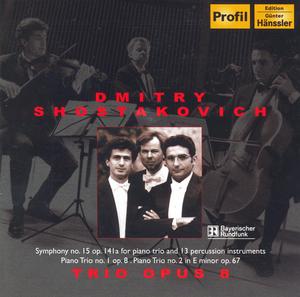 Profil
Edition
Günter
Hänssler
DMITRY
SHOSTAKOVICH
Bayerischer
Rundfunk
Symphony no. 15 op. 141a for piano trio and 13 percussion instruments
Piano Trio no. 1 op. 8 . Piano Trio no. 2 in E minor op. 67
TRIO OPUS 8